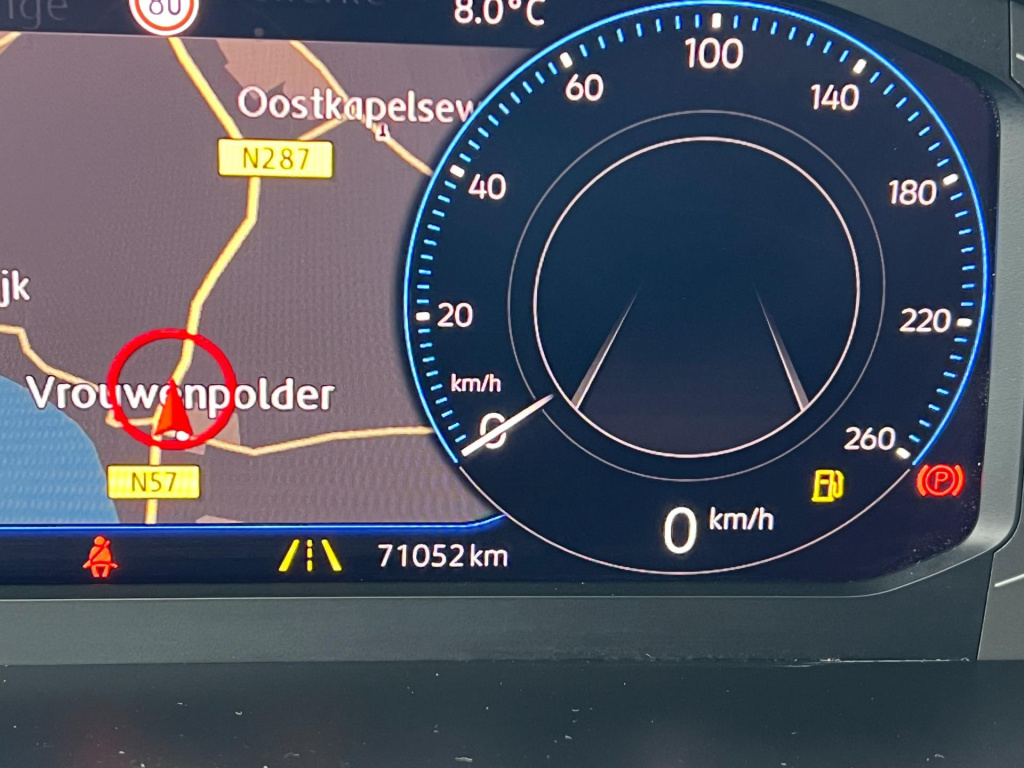 80
8.0°C
Oostkapelsew
N287
jk
Vrouwenpolder
N57
71052 km
0
20
40
60
100
140
180
220
260
km/h
0 km/h
P